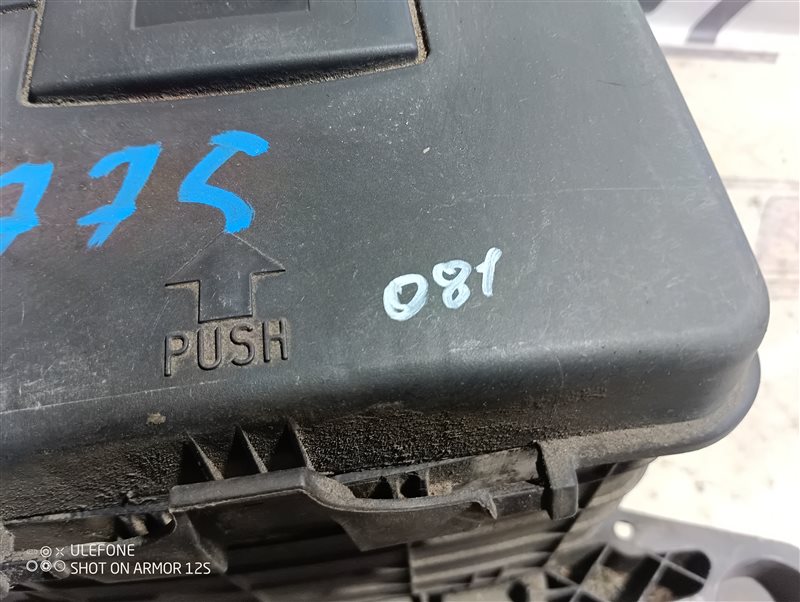 775
081
PUSH
ULEFONE
SHOT ON ARMOR 12S